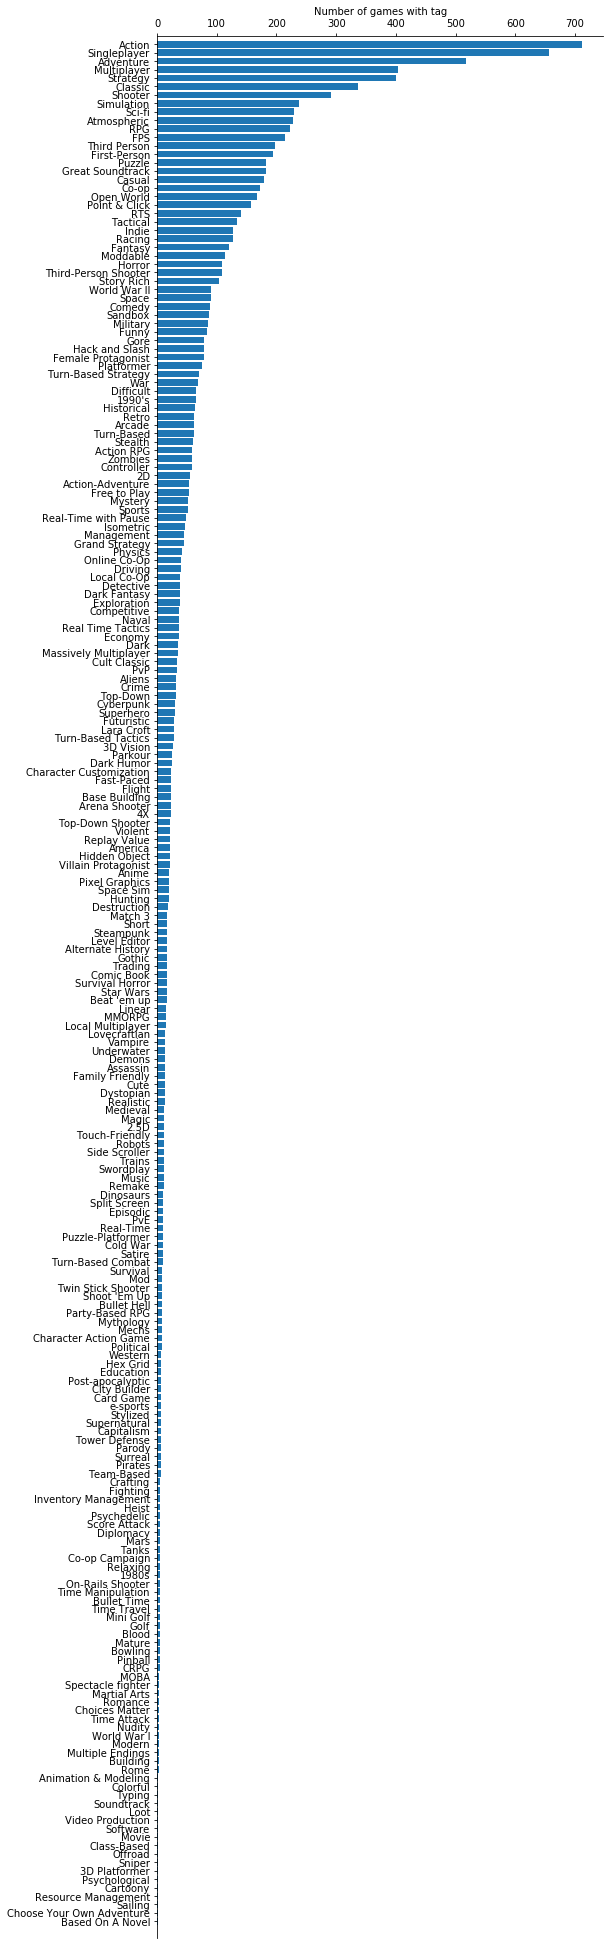 Number of games with tag
0 100 200 300 400 500 600 700
Action
Singleplayer
Adventure
Multiplayer
Strategy
Classic
Shooter
Simulation
Sci-fi
Atmospheric
RPG
FPS
Third Person
First-Person
Puzzle
Great Soundtrack
Casual
Co-op
Open World
Point & Click
RTS
Tactical
Indie
Racing
Fantasy
Moddable
Horror
Third-Person Shooter
Story Rich
World War II
Space
Comedy
Sandbox
Military
Funny
Gore
Hack and Slash
Female Protagonist
Platformer
Turn-Based Strategy
War
Difficult
1990's
Historical
Retro
Arcade
Turn-Based
Stealth
Action RPG
Zombies
Controller
2D
Action-Adventure
Free to Play
Mystery
Sports
Real-Time with Pause
Isometric
Management
Grand Strategy
Physics
Online Co-Op
Driving
Local Co-Op
Detective
Dark Fantasy
Exploration
Competitive
Naval
Real Time Tactics
Economy
Dark
Massively Multiplayer
Cult Classic
PvP
Aliens
Crime
Top-Down
Cyberpunk
Superhero
Futuristic
Lara Croft
Turn-Based Tactics
3D Vision
Parkour
Dark Humor
Character Customization
Fast-Paced
Flight
Base Building
Arena Shooter
4X
Top-Down Shooter
Violent
Replay Value
America
Hidden Object
Villain Protagonist
Anime
Pixel Graphics
Space Sim
Hunting
Destruction
Match 3
Short
Steampunk
Level Editor
Alternate History
Gothic
Trading
Comic Book
Survival Horror
Star Wars
Beat 'em up
Linear
MMORPG
Local Multiplayer
Lovecraftian
Vampire
Underwater
Demons
Assassin
Family Friendly
Cute
Dystopian
Realistic
Medieval
Magic
2.5D
Touch-Friendly
Robots
Side Scroller
Trains
Swordplay
Music
Remake
Dinosaurs
Split Screen
Episodic
PvE
Real-Time
Puzzle-Platformer
Cold War
Satire
Turn-Based Combat
Survival
Mod
Twin Stick Shooter
Shoot 'Em Up
Bullet Hell
Party-Based RPG
Mythology
Mechs
Character Action Game
Political
Western
Hex Grid
Education
Post-apocalyptic
City Builder
Card Game
e-sports
Stylized
Supernatural
Capitalism
Tower Defense
Parody
Surreal
Pirates
Team-Based
Crafting
Fighting
Inventory Management
Heist
Psychedelic
Score Attack
Diplomacy
Mars
Tanks
Co-op Campaign
Relaxing
1980s
On-Rails Shooter
Time Manipulation
Bullet Time
Time Travel
Mini Golf
Golf
Blood
Mature
Bowling
Pinball
CRPG
MOBA
Spectacle fighter
Martial Arts
Romance
Choices Matter
Time Attack
Nudity
World War I
Modern
Multiple Endings
Building
Rome
Animation & Modeling
Colorful
Typing
Soundtrack
Loot
Video Production
Software
Movie
Class-Based
Offroad
Sniper
3D Platformer
Psychological
Cartoony
Resource Management
Sailing
Choose Your Own Adventure
Based On A Novel